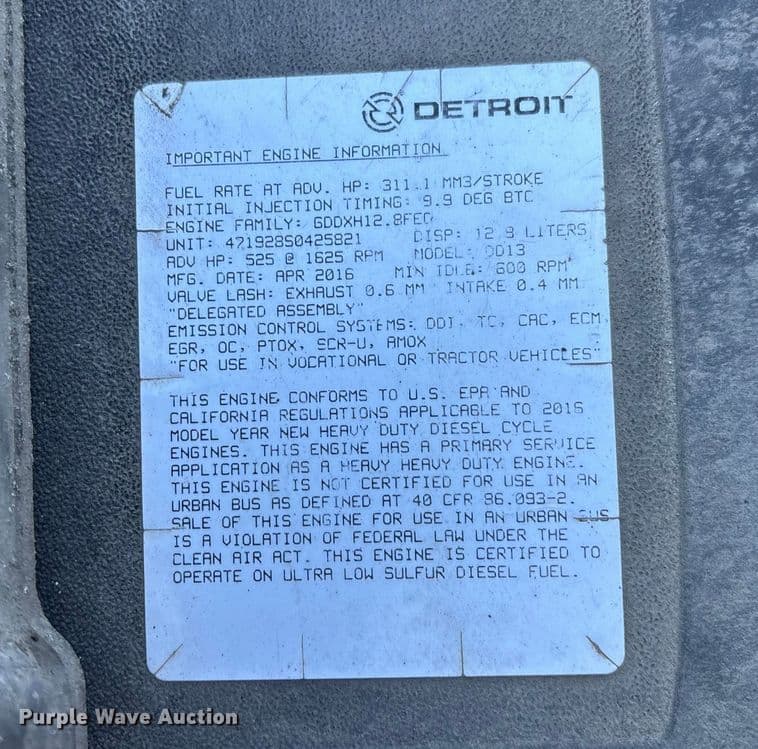 DETROIT
IMPORTANT ENGINE INFORMATION
FUEL RATE AT ADV. HP: 311.1 MM3/STROKE
INITIAL INJECTION TIMING: 9.9 DEG BTC
ENGINE FAMILY: GDDXH12.8FED
UNIT: 471928S0425821 DISP: 12.8 LITERS
ADV HP: 525 @ 1625 RPM MODEL: DD13
MFG. DATE: APR 2016 MIN IDLE: 600 RPM
VALVE LASH: EXHAUST 0.6 MM INTAKE 0.4 MM
"DELEGATED ASSEMBLY"
EMISSION CONTROL SYSTEMS: DDI, TC, CAC, ECM,
EGR, OC, PTOX, SCR-U, AMOX
"FOR USE IN VOCATIONAL OR TRACTOR VEHICLES"
THIS ENGINE CONFORMS TO U.S. EPA AND
CALIFORNIA REGULATIONS APPLICABLE TO 2016
MODEL YEAR NEW HEAVY DUTY DIESEL CYCLE
ENGINES. THIS ENGINE HAS A PRIMARY SERVICE
APPLICATION AS A HEAVY HEAVY DUTY ENGINE.
THIS ENGINE IS NOT CERTIFIED FOR USE IN AN
URBAN BUS AS DEFINED AT 40 CFR 86.093-2.
SALE OF THIS ENGINE FOR USE IN AN URBAN BUS
IS A VIOLATION OF FEDERAL LAW UNDER THE
CLEAN AIR ACT. THIS ENGINE IS CERTIFIED TO
OPERATE ON ULTRA LOW SULFUR DIESEL FUEL.
Purple Wave Auction